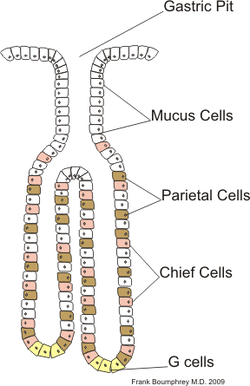 Gastric Pit
Mucus Cells
Parietal Cells
Chief Cells
G cells
Frank Boumphrey M.D. 2009